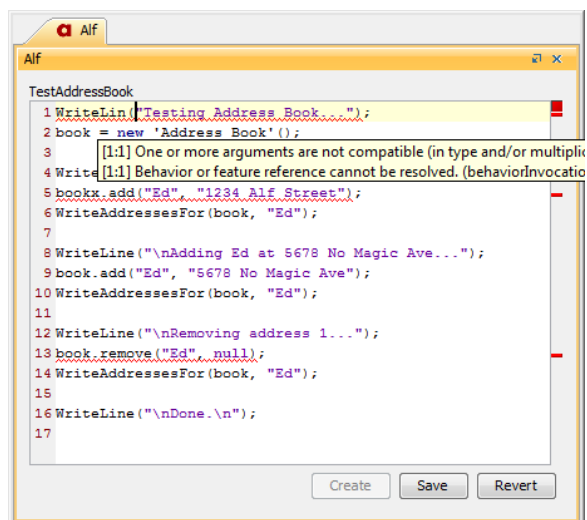 a Alf
Alf
TestAddressBook
1 WriteLin("Testing Address Book...");
2 book = new 'Address Book'();
3
[1:1] One or more arguments are not compatible (in type and/or multiplic
4 Write
[1:1] Behavior or feature reference cannot be resolved. (behaviorInvocatio
5 bookx.add("Ed", "1234 Alf Street");
6 WriteAddressesFor(book, "Ed");
7
8 WriteLine("\nAdding Ed at 5678 No Magic Ave...");
9 book.add("Ed", "5678 No Magic Ave");
10 WriteAddressesFor(book, "Ed");
11
12 WriteLine("\nRemoving address 1...");
13 book.remove("Ed", null);
14 WriteAddressesFor(book, "Ed");
15
16 WriteLine("\nDone.\n");
17
Create Save Revert